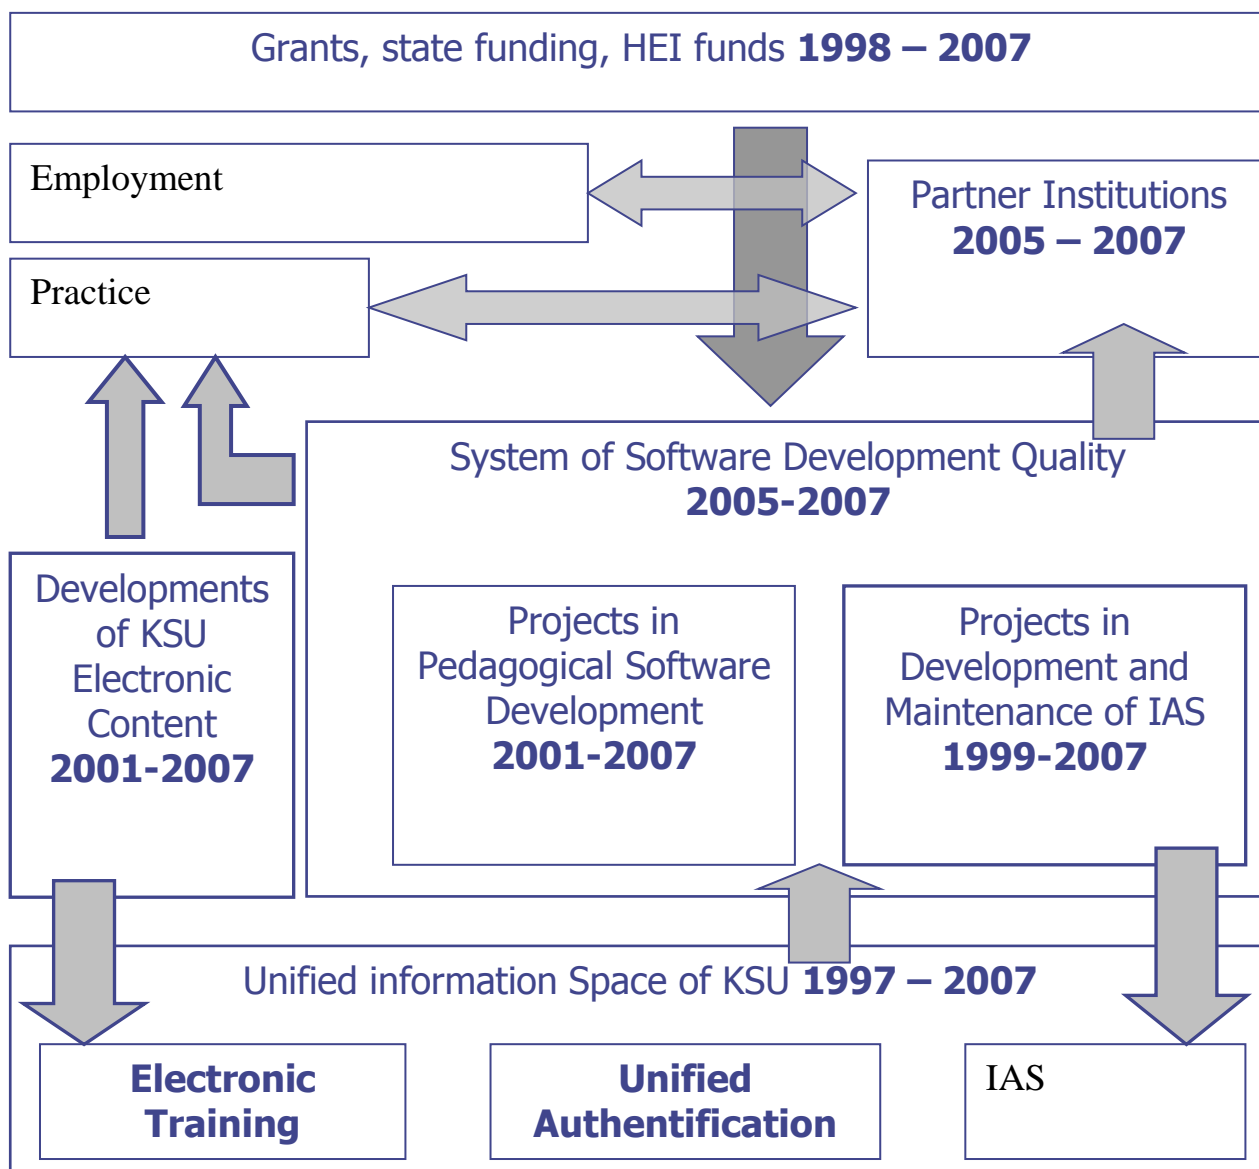 Grants, state funding, HEI funds 1998 – 2007
Employment
Partner Institutions
2005 – 2007
Practice
System of Software Development Quality
2005-2007
Developments
of KSU
Electronic
Content
2001-2007
Projects in
Pedagogical Software
Development
2001-2007
Projects in
Development and
Maintenance of IAS
1999-2007
Unified information Space of KSU 1997 – 2007
Electronic
Training
Unified
Authentification
IAS